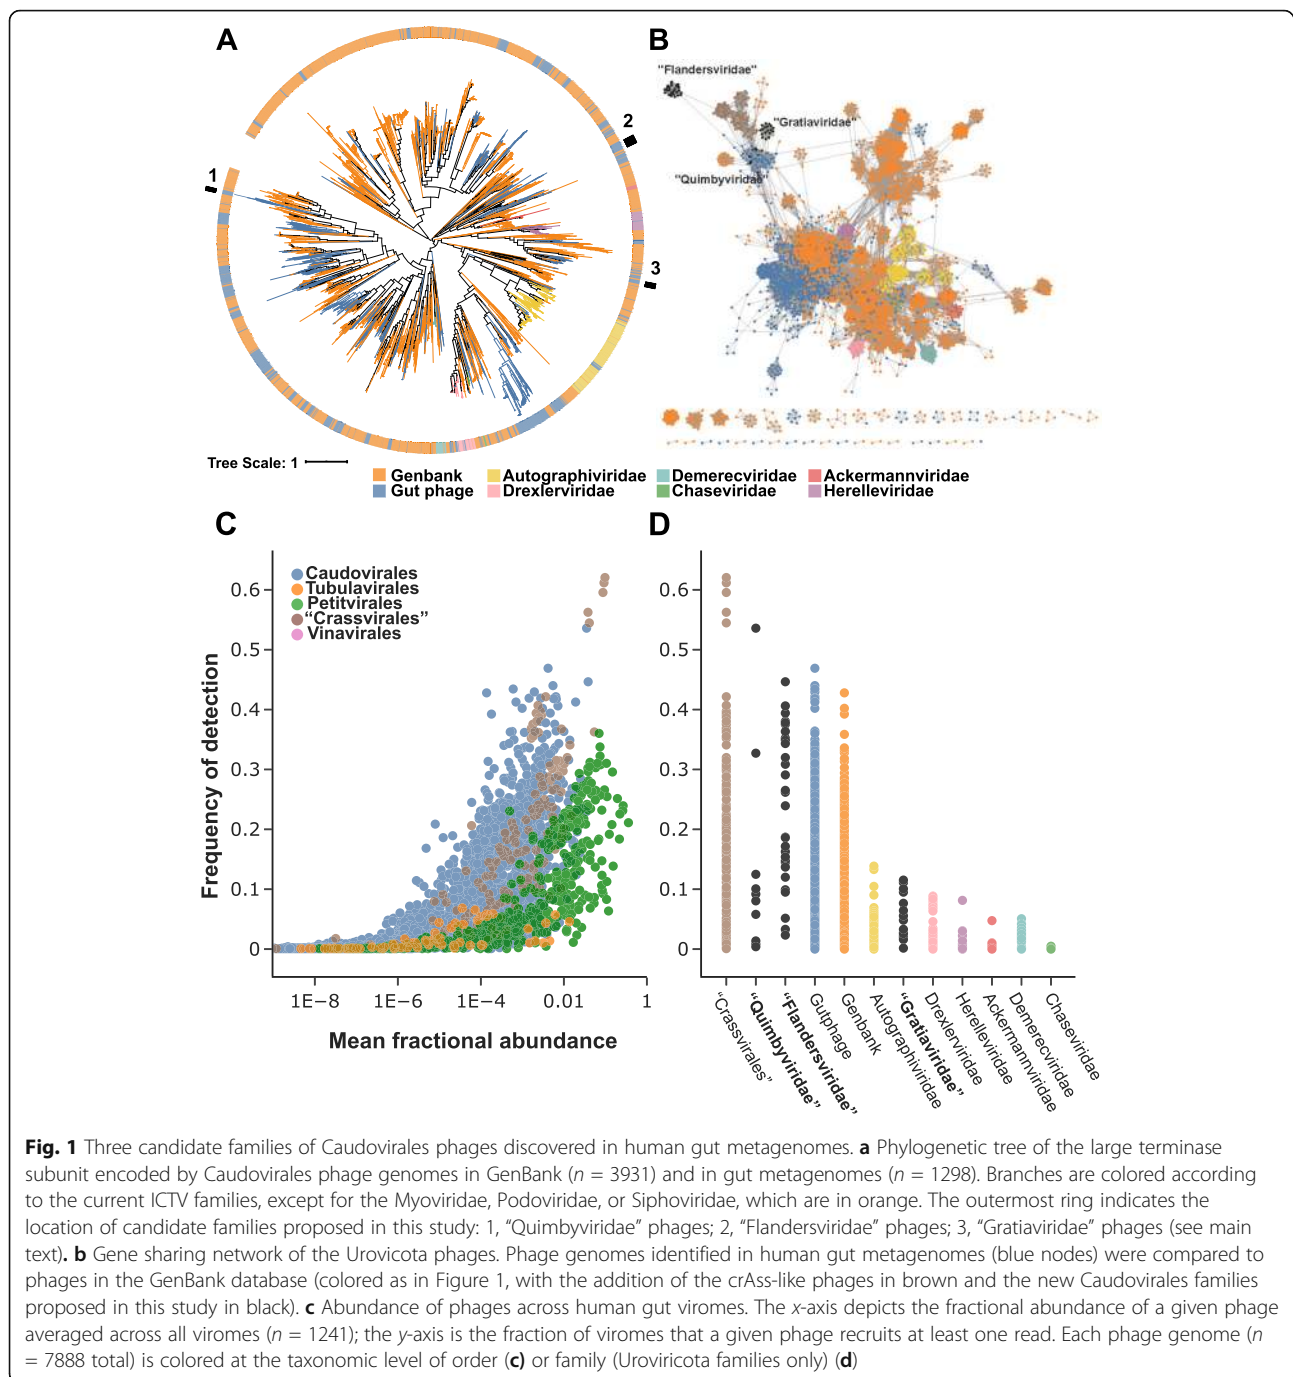 A
B
"Flandersviridae"
"Gratiaviridae"
"Quimbyviridae"
1
2
3
Tree Scale: 1
Genbank
Autographiviridae
Demerecviridae
Ackermannviridae
Gut phage
Drexlerviridae
Chaseviridae
Herelleviridae
C
D
Caudovirales
Tubulavirales
Petitvirales
"Crassvirales"
Vinavirales
Frequency of detection
0.6
0.5
0.4
0.3
0.2
0.1
0
1E−8
1E−6
1E−4
0.01
1
Mean fractional abundance
0.6
0.5
0.4
0.3
0.2
0.1
0
"Crassvirales"
"Quimbyviridae"
"Flandersviridae"
Gutphage
Genbank
Autographiviridae
"Gratiaviridae"
Drexlerviridae
Herelleviridae
Ackermannviridae
Demerecviridae
Chaseviridae
Fig. 1 Three candidate families of Caudovirales phages discovered in human gut metagenomes. a Phylogenetic tree of the large terminase
subunit encoded by Caudovirales phage genomes in GenBank (n = 3931) and in gut metagenomes (n = 1298). Branches are colored according
to the current ICTV families, except for the Myoviridae, Podoviridae, or Siphoviridae, which are in orange. The outermost ring indicates the
location of candidate families proposed in this study: 1, "Quimbyviridae" phages; 2, "Flandersviridae" phages; 3, "Gratiaviridae" phages (see main
text). b Gene sharing network of the Urovicota phages. Phage genomes identified in human gut metagenomes (blue nodes) were compared to
phages in the GenBank database (colored as in Figure 1, with the addition of the crAss-like phages in brown and the new Caudovirales families
proposed in this study in black). c Abundance of phages across human gut viromes. The x-axis depicts the fractional abundance of a given phage
averaged across all viromes (n = 1241); the y-axis is the fraction of viromes that a given phage recruits at least one read. Each phage genome (n
= 7888 total) is colored at the taxonomic level of order (c) or family (Uroviricota families only) (d)